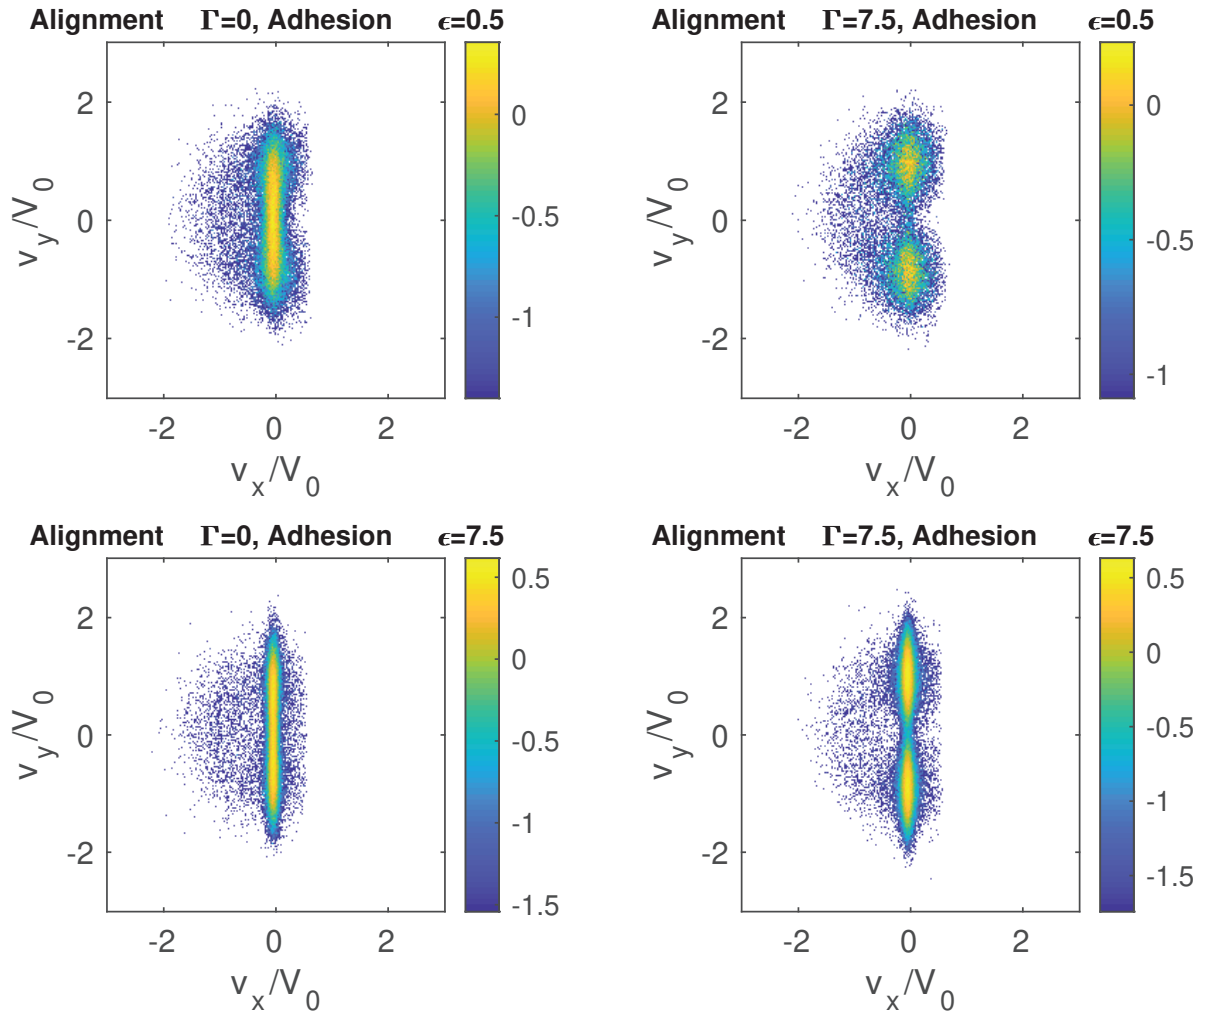 Alignment Γ=0, Adhesion ϵ=0.5
2
0
-2
v_y/V_0
-2 0 2
v_x/V_0
0
-0.5
-1
Alignment Γ=7.5, Adhesion ϵ=0.5
2
0
-2
v_y/V_0
-2 0 2
v_x/V_0
0
-0.5
-1
Alignment Γ=0, Adhesion ϵ=7.5
2
0
-2
v_y/V_0
-2 0 2
v_x/V_0
0.5
0
-0.5
-1
-1.5
Alignment Γ=7.5, Adhesion ϵ=7.5
2
0
-2
v_y/V_0
-2 0 2
v_x/V_0
0.5
0
-0.5
-1
-1.5